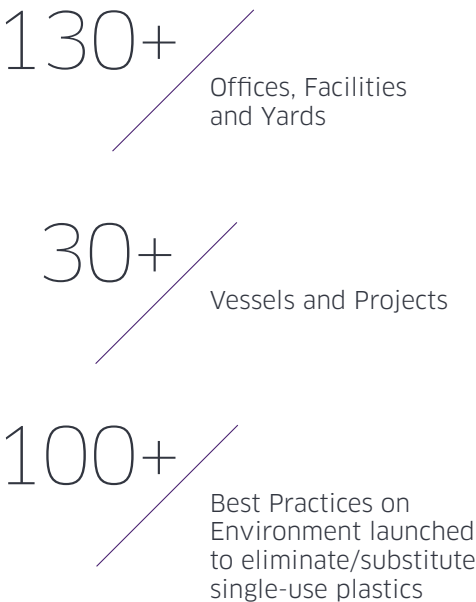 130+
Offices, Facilities
and Yards
30+
Vessels and Projects
100+
Best Practices on
Environment launched
to eliminate/substitute
single-use plastics